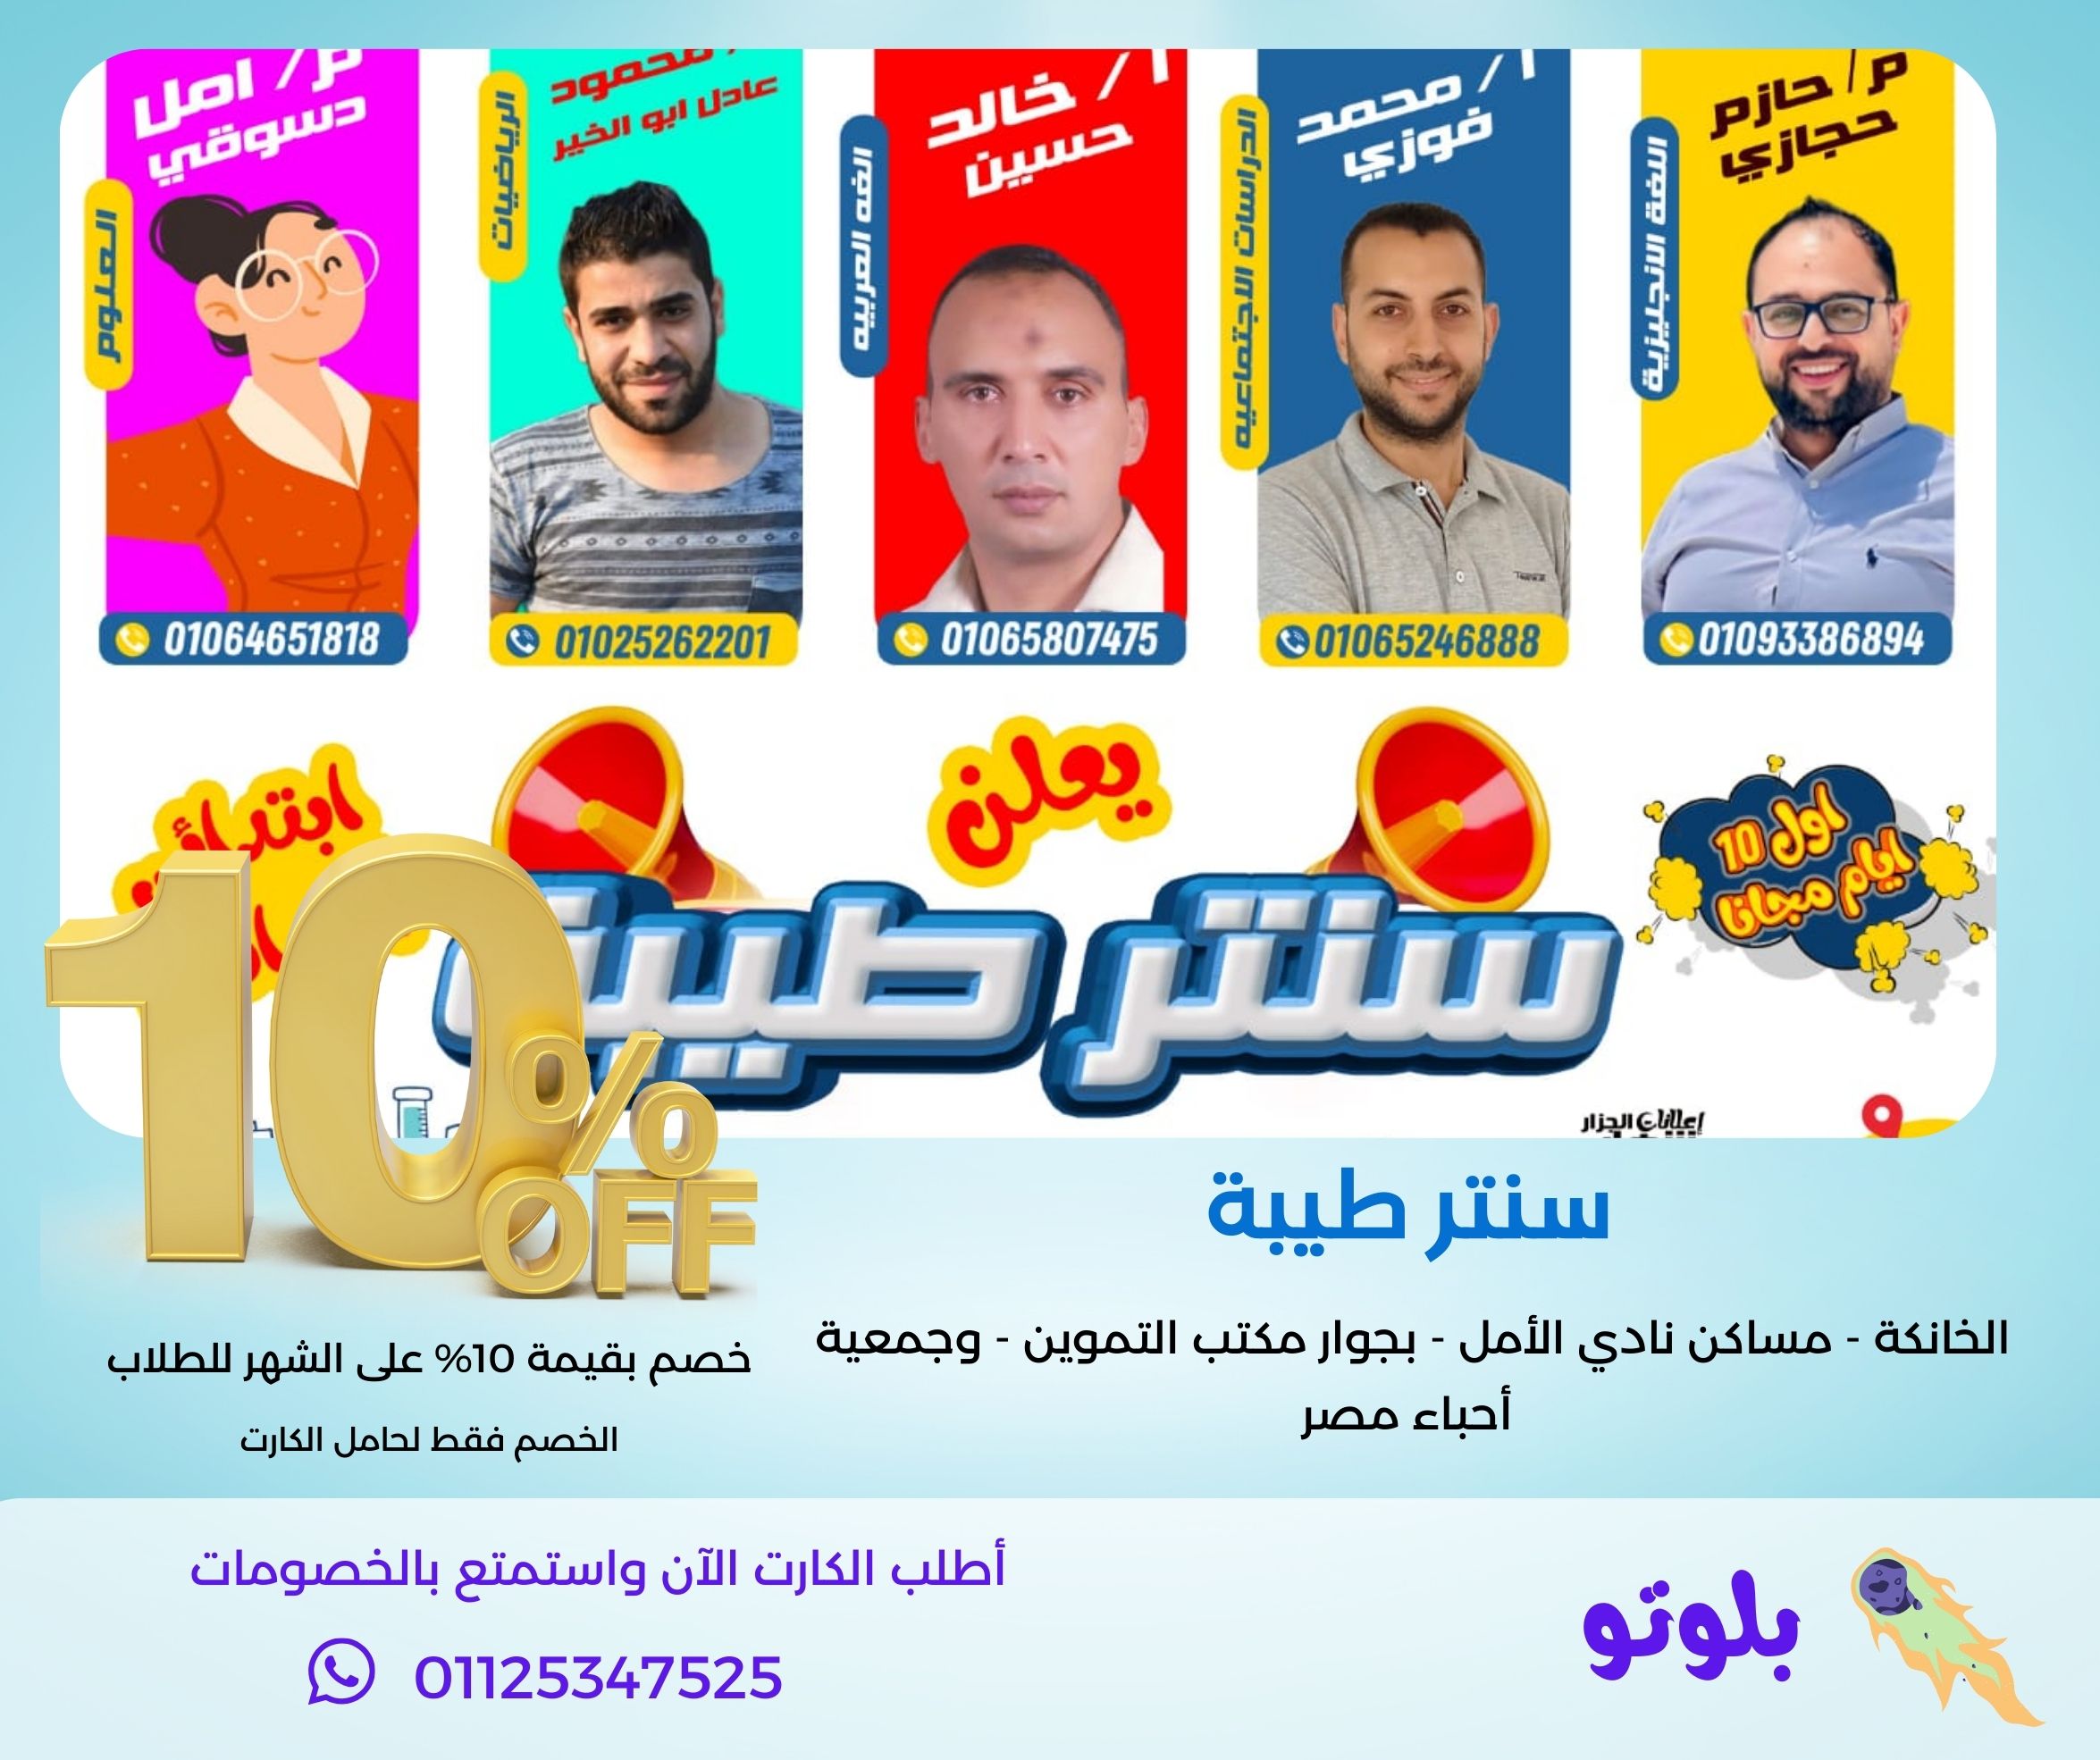 م/ حازم
حجازي
اللغة الانجليزية
01093386894
أ/ محمد
فوزي
الدراسات الاجتماعيه
01065246888
أ/ خالد
حسين
الغه العربيه
01065807475
محمود
عادل ابو الخير
الرياضيات
01025262201
م/ امل
دسوقي
العلوم
01064651818
يعلن
سنتر طيبة
اول 10
ايام مجانا
إعلانات الجزار
10%
OFF
سنتر طيبة
الخانكة - مساكن نادي الأمل - بجوار مكتب التموين - وجمعية
أحباء مصر
خصم بقيمة 10% على الشهر للطلاب
الخصم فقط لحامل الكارت
أطلب الكارت الآن واستمتع بالخصومات
01125347525
بلوتو